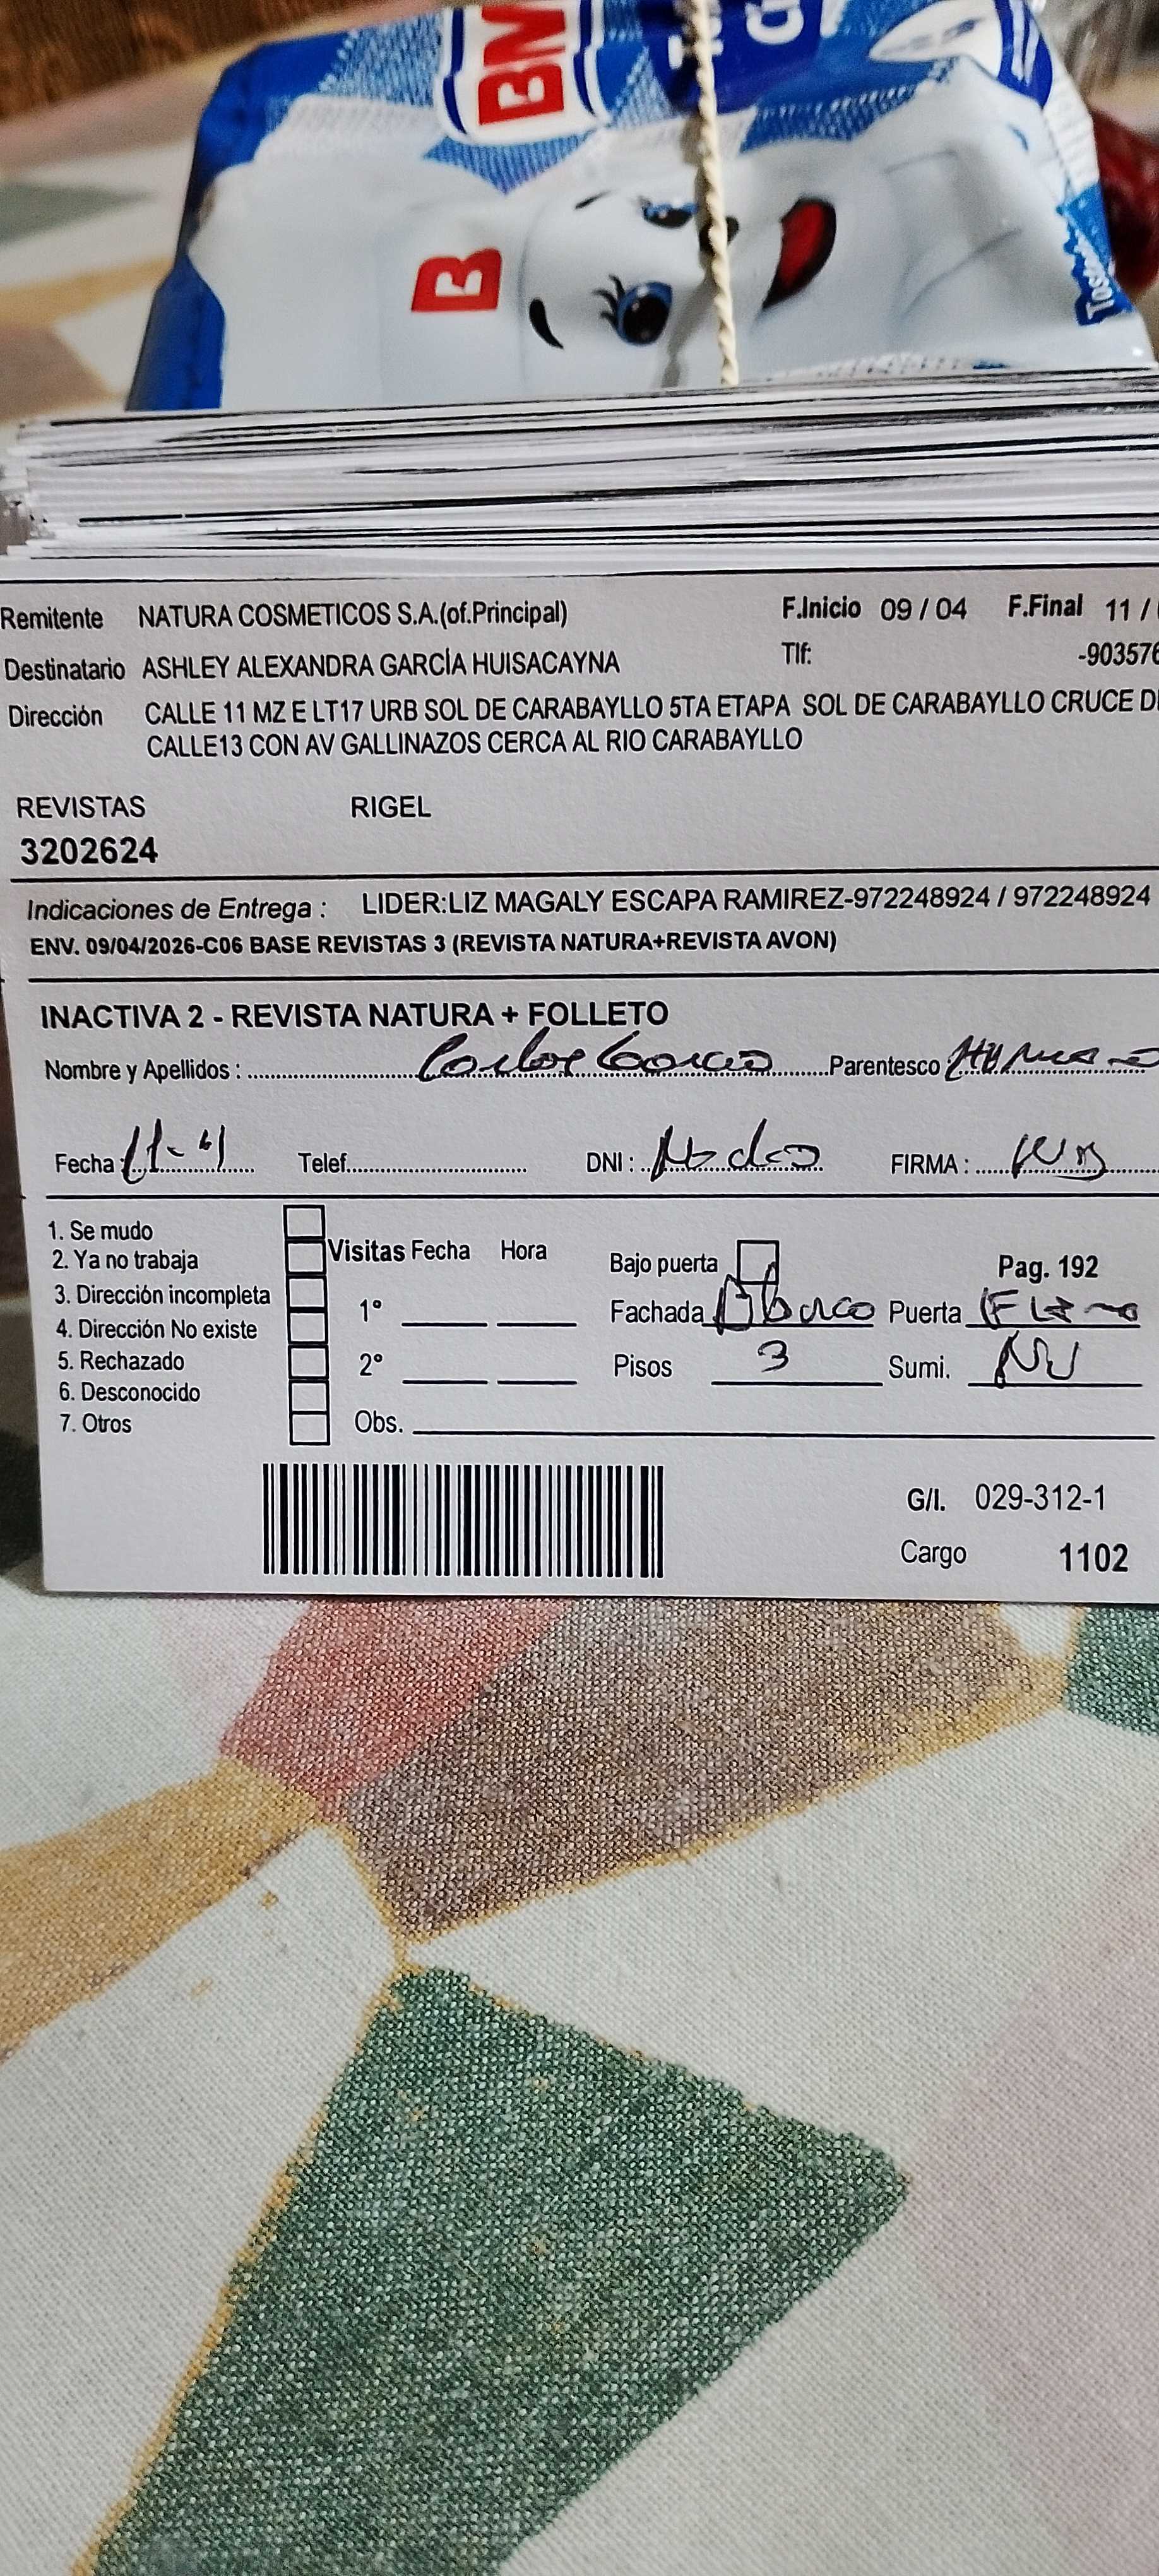 BM
B
Remitente NATURA COSMETICOS S.A.(of.Principal) F.Inicio 09 / 04 F.Final 11 /
Destinatario ASHLEY ALEXANDRA GARCÍA HUISACAYNA Tlf: -903576
Dirección CALLE 11 MZ E LT17 URB SOL DE CARABAYLLO 5TA ETAPA SOL DE CARABAYLLO CRUCE
CALLE13 CON AV GALLINAZOS CERCA AL RIO CARABAYLLO
REVISTAS RIGEL
3202624
Indicaciones de Entrega : LIDER:LIZ MAGALY ESCAPA RAMIREZ-972248924 / 972248924
ENV. 09/04/2026-C06 BASE REVISTAS 3 (REVISTA NATURA+REVISTA AVON)
INACTIVA 2 - REVISTA NATURA + FOLLETO
Nombre y Apellidos : Carlos Garcia Parentesco
Fecha : 11-4 Telef. DNI : FIRMA :
1. Se mudo
2. Ya no trabaja Visitas Fecha Hora Bajo puerta Pag. 192
3. Dirección incompleta 1° Fachada Puerta
4. Dirección No existe
5. Rechazado 2° Pisos 3 Sumi.
6. Desconocido
7. Otros Obs.
G/I. 029-312-1
Cargo 1102